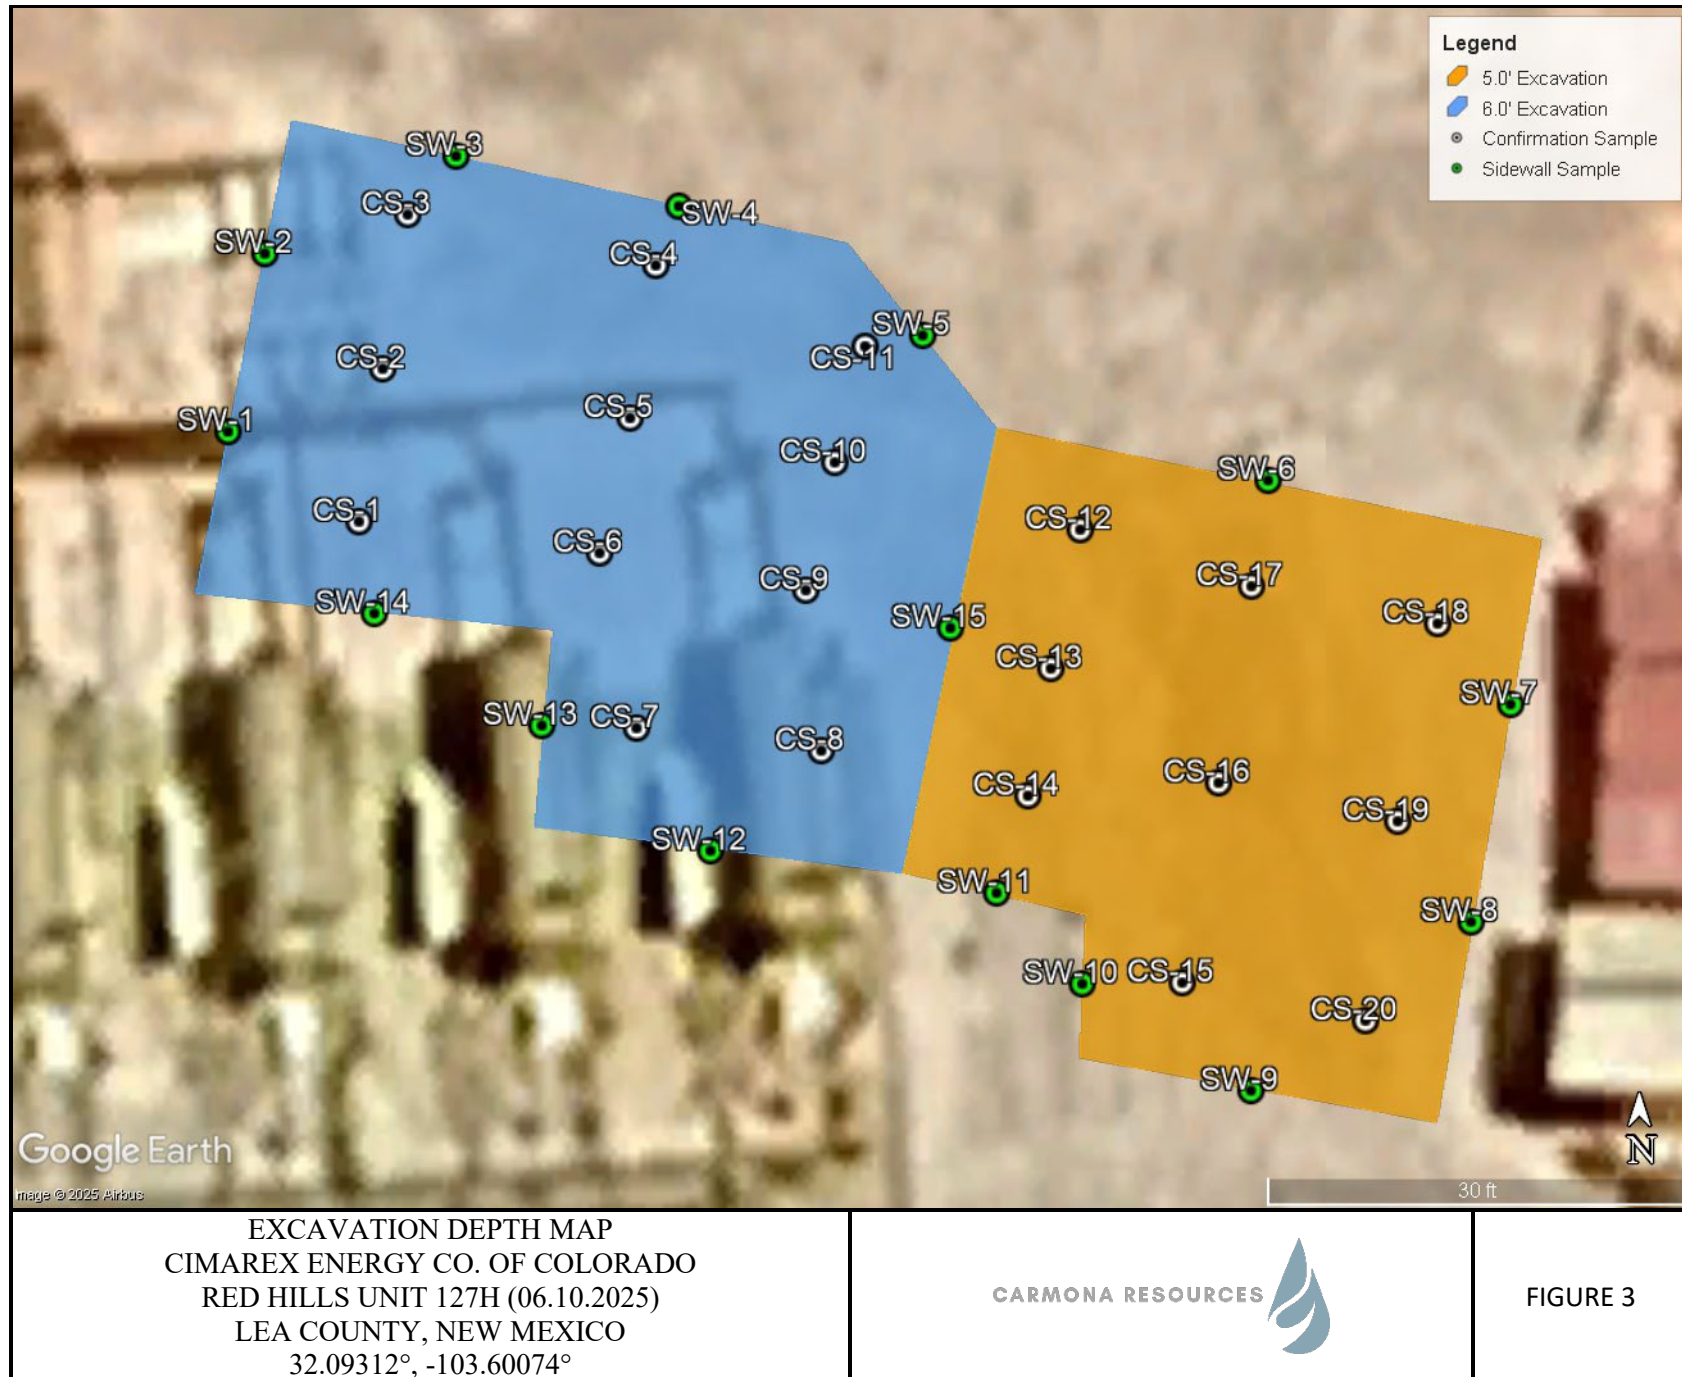 Legend
5.0' Excavation
6.0' Excavation
Confirmation Sample
Sidewall Sample
SW-3
CS-3
SW-4
SW-2
CS-4
SW-5
CS-11
CS-2
SW-1
CS-5
CS-10
SW-6
CS-1
CS-12
CS-6
CS-17
CS-9
SW-14
SW-15
CS-18
CS-13
SW-7
SW-13
CS-7
CS-8
CS-16
CS-14
CS-19
SW-12
SW-11
SW-8
SW-10
CS-15
CS-20
SW-9
N
Google Earth
Image © 2025 Airbus
30 ft
EXCAVATION DEPTH MAP
CIMAREX ENERGY CO. OF COLORADO
RED HILLS UNIT 127H (06.10.2025)
LEA COUNTY, NEW MEXICO
32.09312°, -103.60074°
CARMONA RESOURCES
FIGURE 3